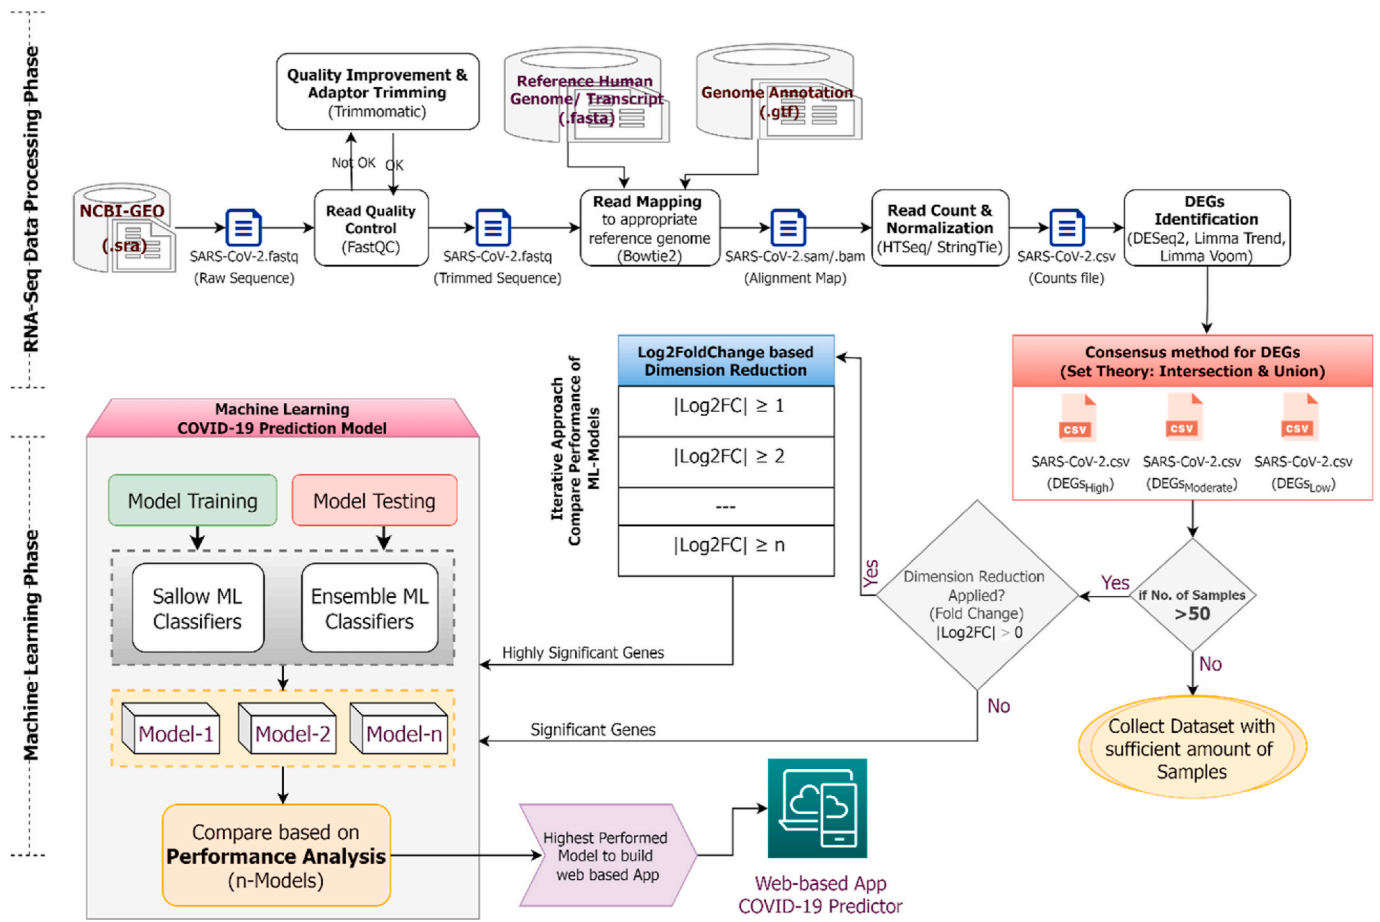 RNA-Seq Data Processing Phase
Quality Improvement &
Adaptor Trimming
(Trimmomatic)
Not OK
OK
Reference Human
Genome/ Transcript
(.fasta)
Genome Annotation
(.gtf)
NCBI-GEO
(.sra)
SARS-CoV-2.fastq
(Raw Sequence)
Read Quality
Control
(FastQC)
SARS-CoV-2.fastq
(Trimmed Sequence)
Read Mapping
to appropriate
reference genome
(Bowtie2)
SARS-CoV-2.sam/.bam
(Alignment Map)
Read Count &
Normalization
(HTSeq/ StringTie)
SARS-CoV-2.csv
(Counts file)
DEGs
Identification
(DESeq2, Limma Trend,
Limma Voom)
Consensus method for DEGs
(Set Theory: Intersection & Union)
CSV
CSV
CSV
SARS-CoV-2.csv
(DEGsHigh)
SARS-CoV-2.csv
(DEGsModerate)
SARS-CoV-2.csv
(DEGsLow)
if No. of Samples
>50
Yes
No
Collect Dataset with
sufficient amount of
Samples
Dimension Reduction
Applied?
(Fold Change)
|Log2FC| > 0
Yes
No
Iterative Approach
Compare Performance of
ML-Models
Log2FoldChange based
Dimension Reduction
|Log2FC| ≥ 1
|Log2FC| ≥ 2
---
|Log2FC| ≥ n
Highly Significant Genes
Significant Genes
Machine-Learning Phase
Machine Learning
COVID-19 Prediction Model
Model Training
Model Testing
Sallow ML
Classifiers
Ensemble ML
Classifiers
Model-1
Model-2
Model-n
Compare based on
Performance Analysis
(n-Models)
Highest Performed
Model to build
web based App
Web-based App
COVID-19 Predictor